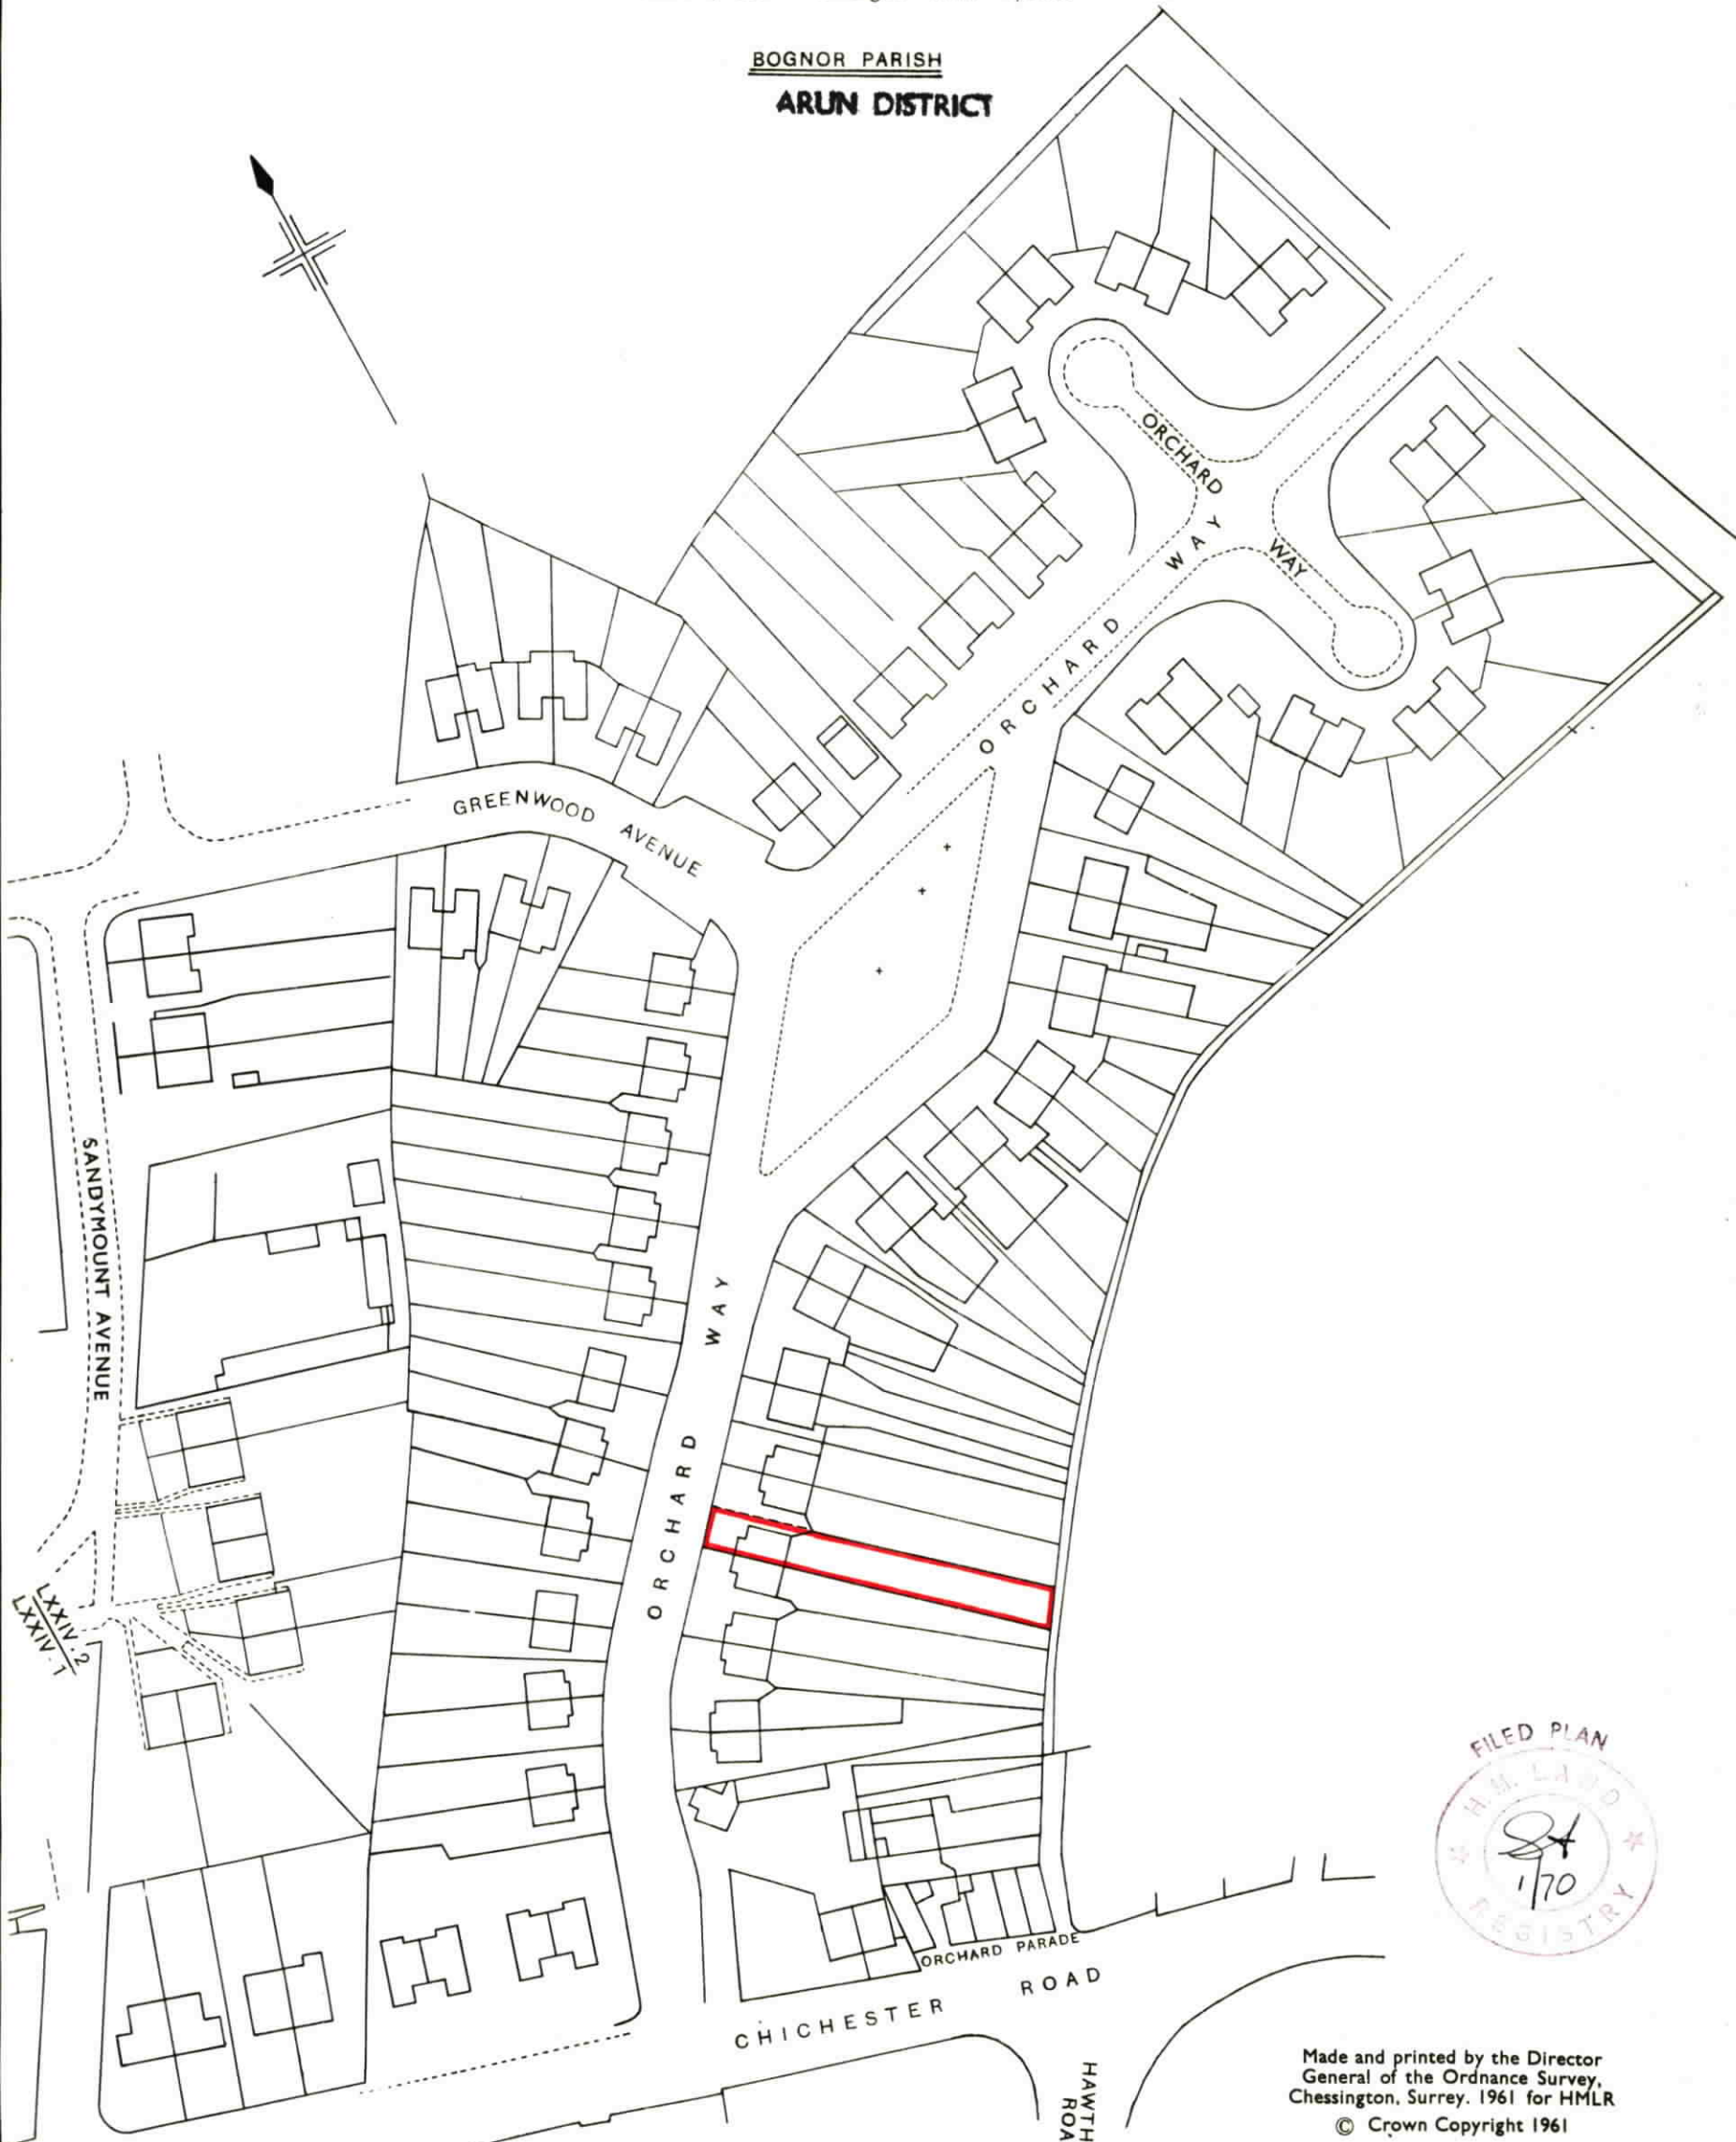 BOGNOR PARISH
ARUN DISTRICT
ORCHARD
WAY
ORCHARD WAY
GREENWOOD AVENUE
SANDYMOUNT AVENUE
ORCHARD WAY
LXXIV.2
LXXIV.1
FILED PLAN
H.M. LAND
REGISTRY
1/70
ORCHARD PARADE
CHICHESTER ROAD
HAWTH
ROA
Made and printed by the Director
General of the Ordnance Survey,
Chessington, Surrey. 1961 for HMLR
© Crown Copyright 1961